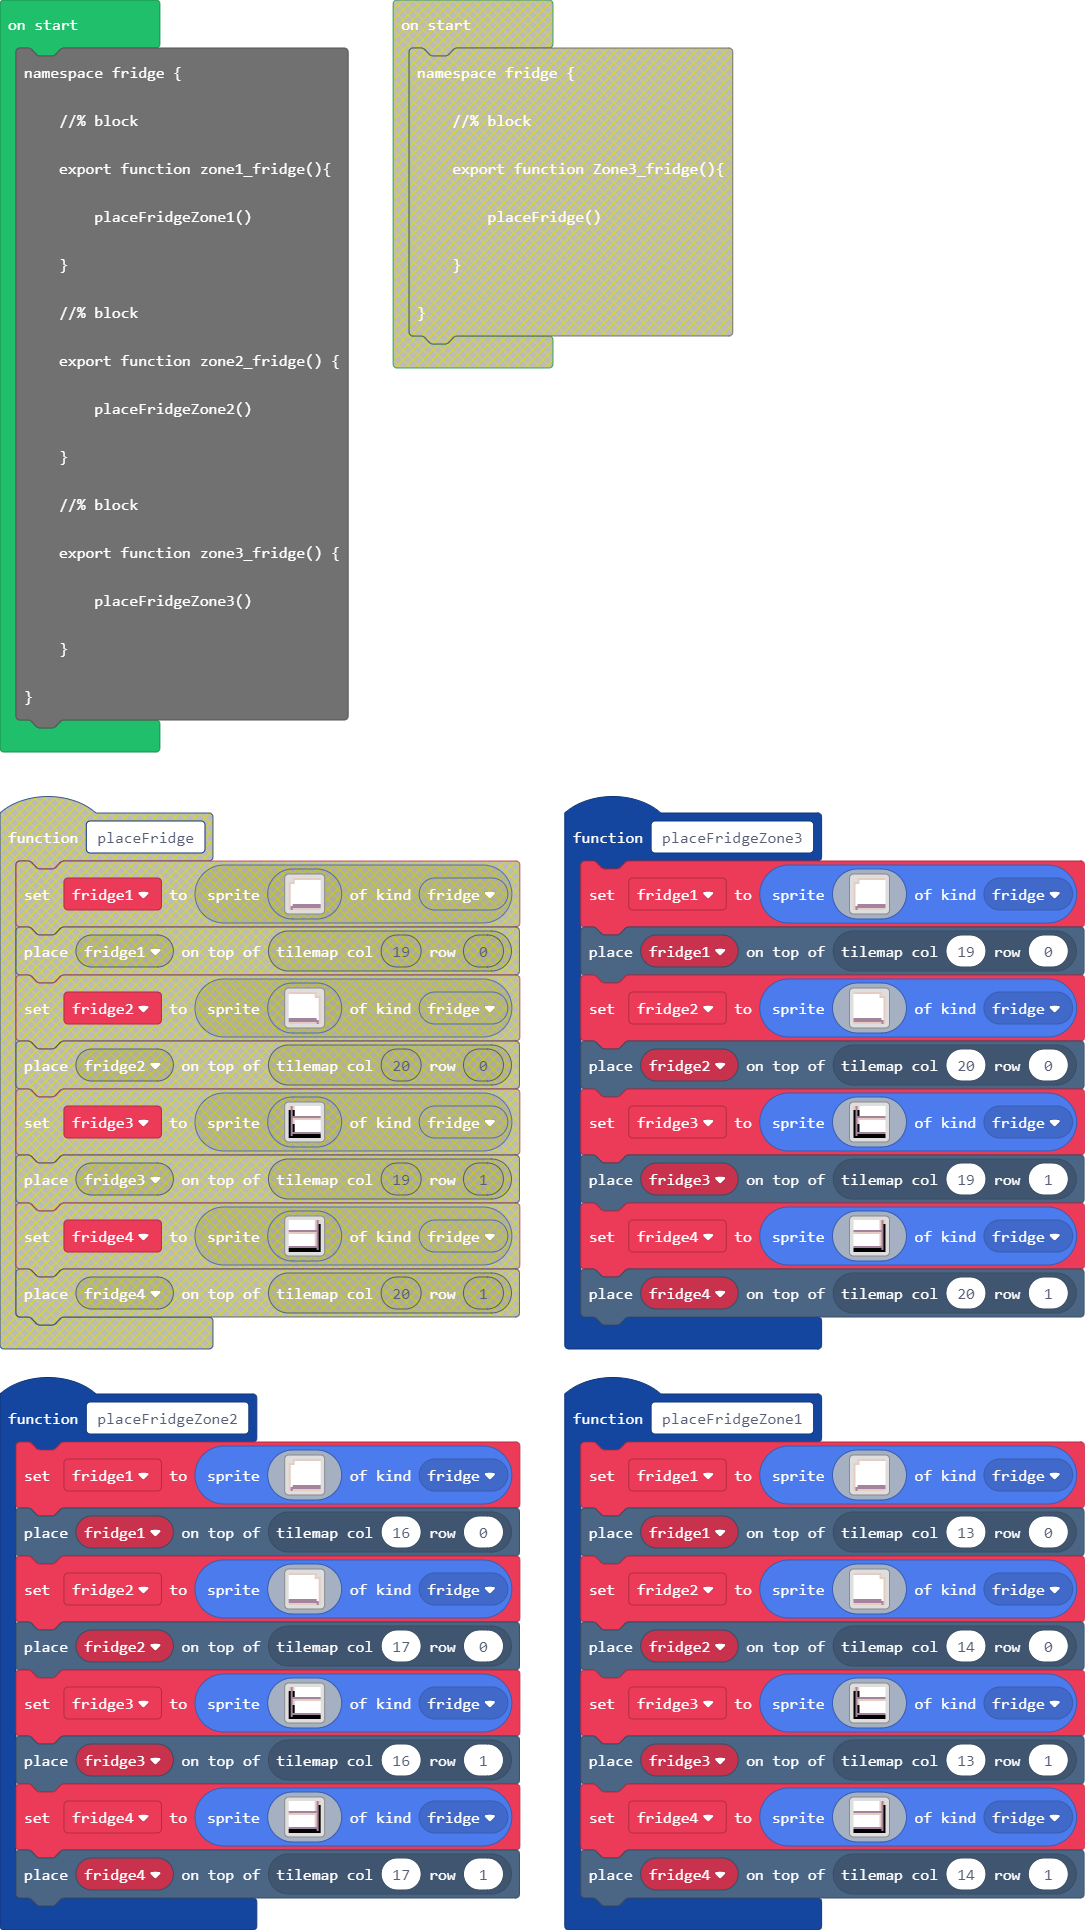 on start
namespace fridge {
//% block
export function zone1_fridge(){
placeFridgeZone1()
}
//% block
export function zone2_fridge() {
placeFridgeZone2()
}
//% block
export function zone3_fridge() {
placeFridgeZone3()
}
}
on start
namespace fridge {
//% block
export function Zone3_fridge(){
placeFridge()
}
}
function placeFridge
set fridge1 to sprite of kind fridge
place fridge1 on top of tilemap col 19 row 0
set fridge2 to sprite of kind fridge
place fridge2 on top of tilemap col 20 row 0
set fridge3 to sprite of kind fridge
place fridge3 on top of tilemap col 19 row 1
set fridge4 to sprite of kind fridge
place fridge4 on top of tilemap col 20 row 1
function placeFridgeZone3
set fridge1 to sprite of kind fridge
place fridge1 on top of tilemap col 19 row 0
set fridge2 to sprite of kind fridge
place fridge2 on top of tilemap col 20 row 0
set fridge3 to sprite of kind fridge
place fridge3 on top of tilemap col 19 row 1
set fridge4 to sprite of kind fridge
place fridge4 on top of tilemap col 20 row 1
function placeFridgeZone2
set fridge1 to sprite of kind fridge
place fridge1 on top of tilemap col 16 row 0
set fridge2 to sprite of kind fridge
place fridge2 on top of tilemap col 17 row 0
set fridge3 to sprite of kind fridge
place fridge3 on top of tilemap col 16 row 1
set fridge4 to sprite of kind fridge
place fridge4 on top of tilemap col 17 row 1
function placeFridgeZone1
set fridge1 to sprite of kind fridge
place fridge1 on top of tilemap col 13 row 0
set fridge2 to sprite of kind fridge
place fridge2 on top of tilemap col 14 row 0
set fridge3 to sprite of kind fridge
place fridge3 on top of tilemap col 13 row 1
set fridge4 to sprite of kind fridge
place fridge4 on top of tilemap col 14 row 1